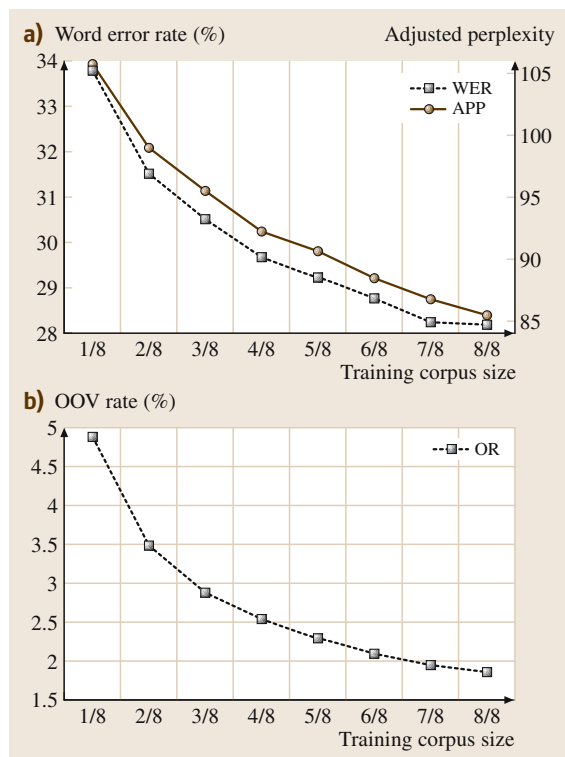 a) Word error rate (%) Adjusted perplexity
34 105
33
WER
APP
100
32
31 95
30
90
29
28 85
1/8 2/8 3/8 4/8 5/8 6/8 7/8 8/8
Training corpus size
b) OOV rate (%)
5
OR
4.5
4
3.5
3
2.5
2
1.5
1/8 2/8 3/8 4/8 5/8 6/8 7/8 8/8
Training corpus size